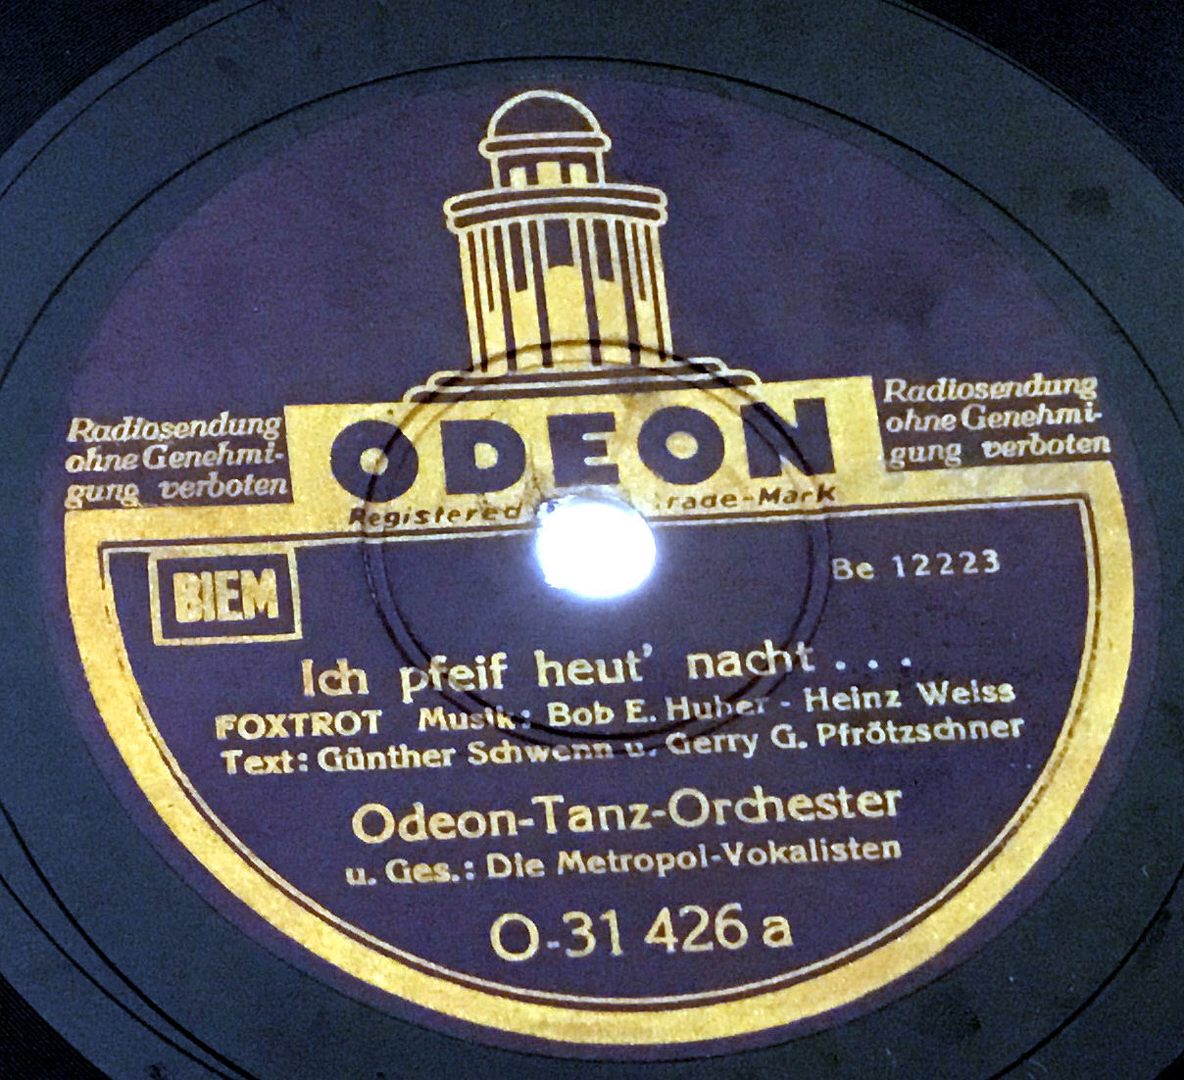 Radiosendung
ohne Genehmi-
gung verboten
ODEON
Radiosendung
ohne Genehmi-
gung verboten
Registered rade-Mark
BIEM
Be 12223
Ich pfeif heut' nacht . . .
FOXTROT Musik: Bob E. Huber - Heinz Weiss
Text: Günther Schwenn u. Gerry G. Pfrötzschner
Odeon-Tanz-Orchester
u. Ges.: Die Metropol-Vokalisten
O-31 426 a